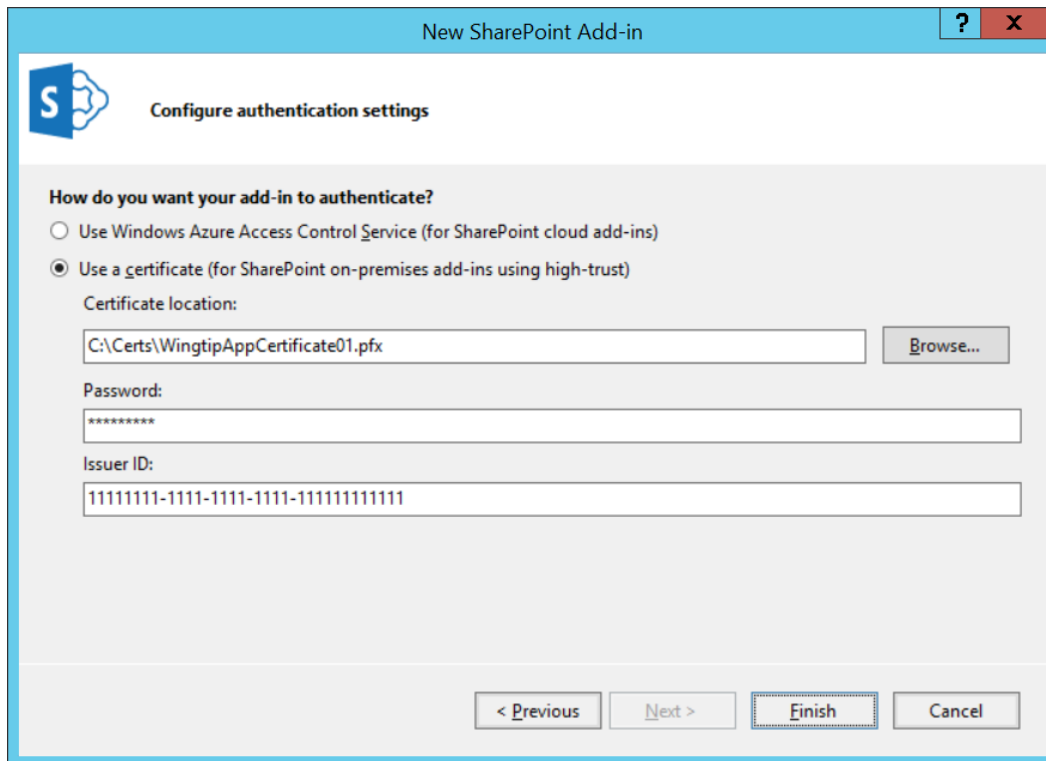 New SharePoint Add-in
?
X
S
Configure authentication settings
How do you want your add-in to authenticate?
Use Windows Azure Access Control Service (for SharePoint cloud add-ins)
Use a certificate (for SharePoint on-premises add-ins using high-trust)
Certificate location:
C:\Certs\WingtipAppCertificate01.pfx
Browse...
Password:
*********
Issuer ID:
11111111-1111-1111-1111-111111111111
< Previous
Next >
Finish
Cancel